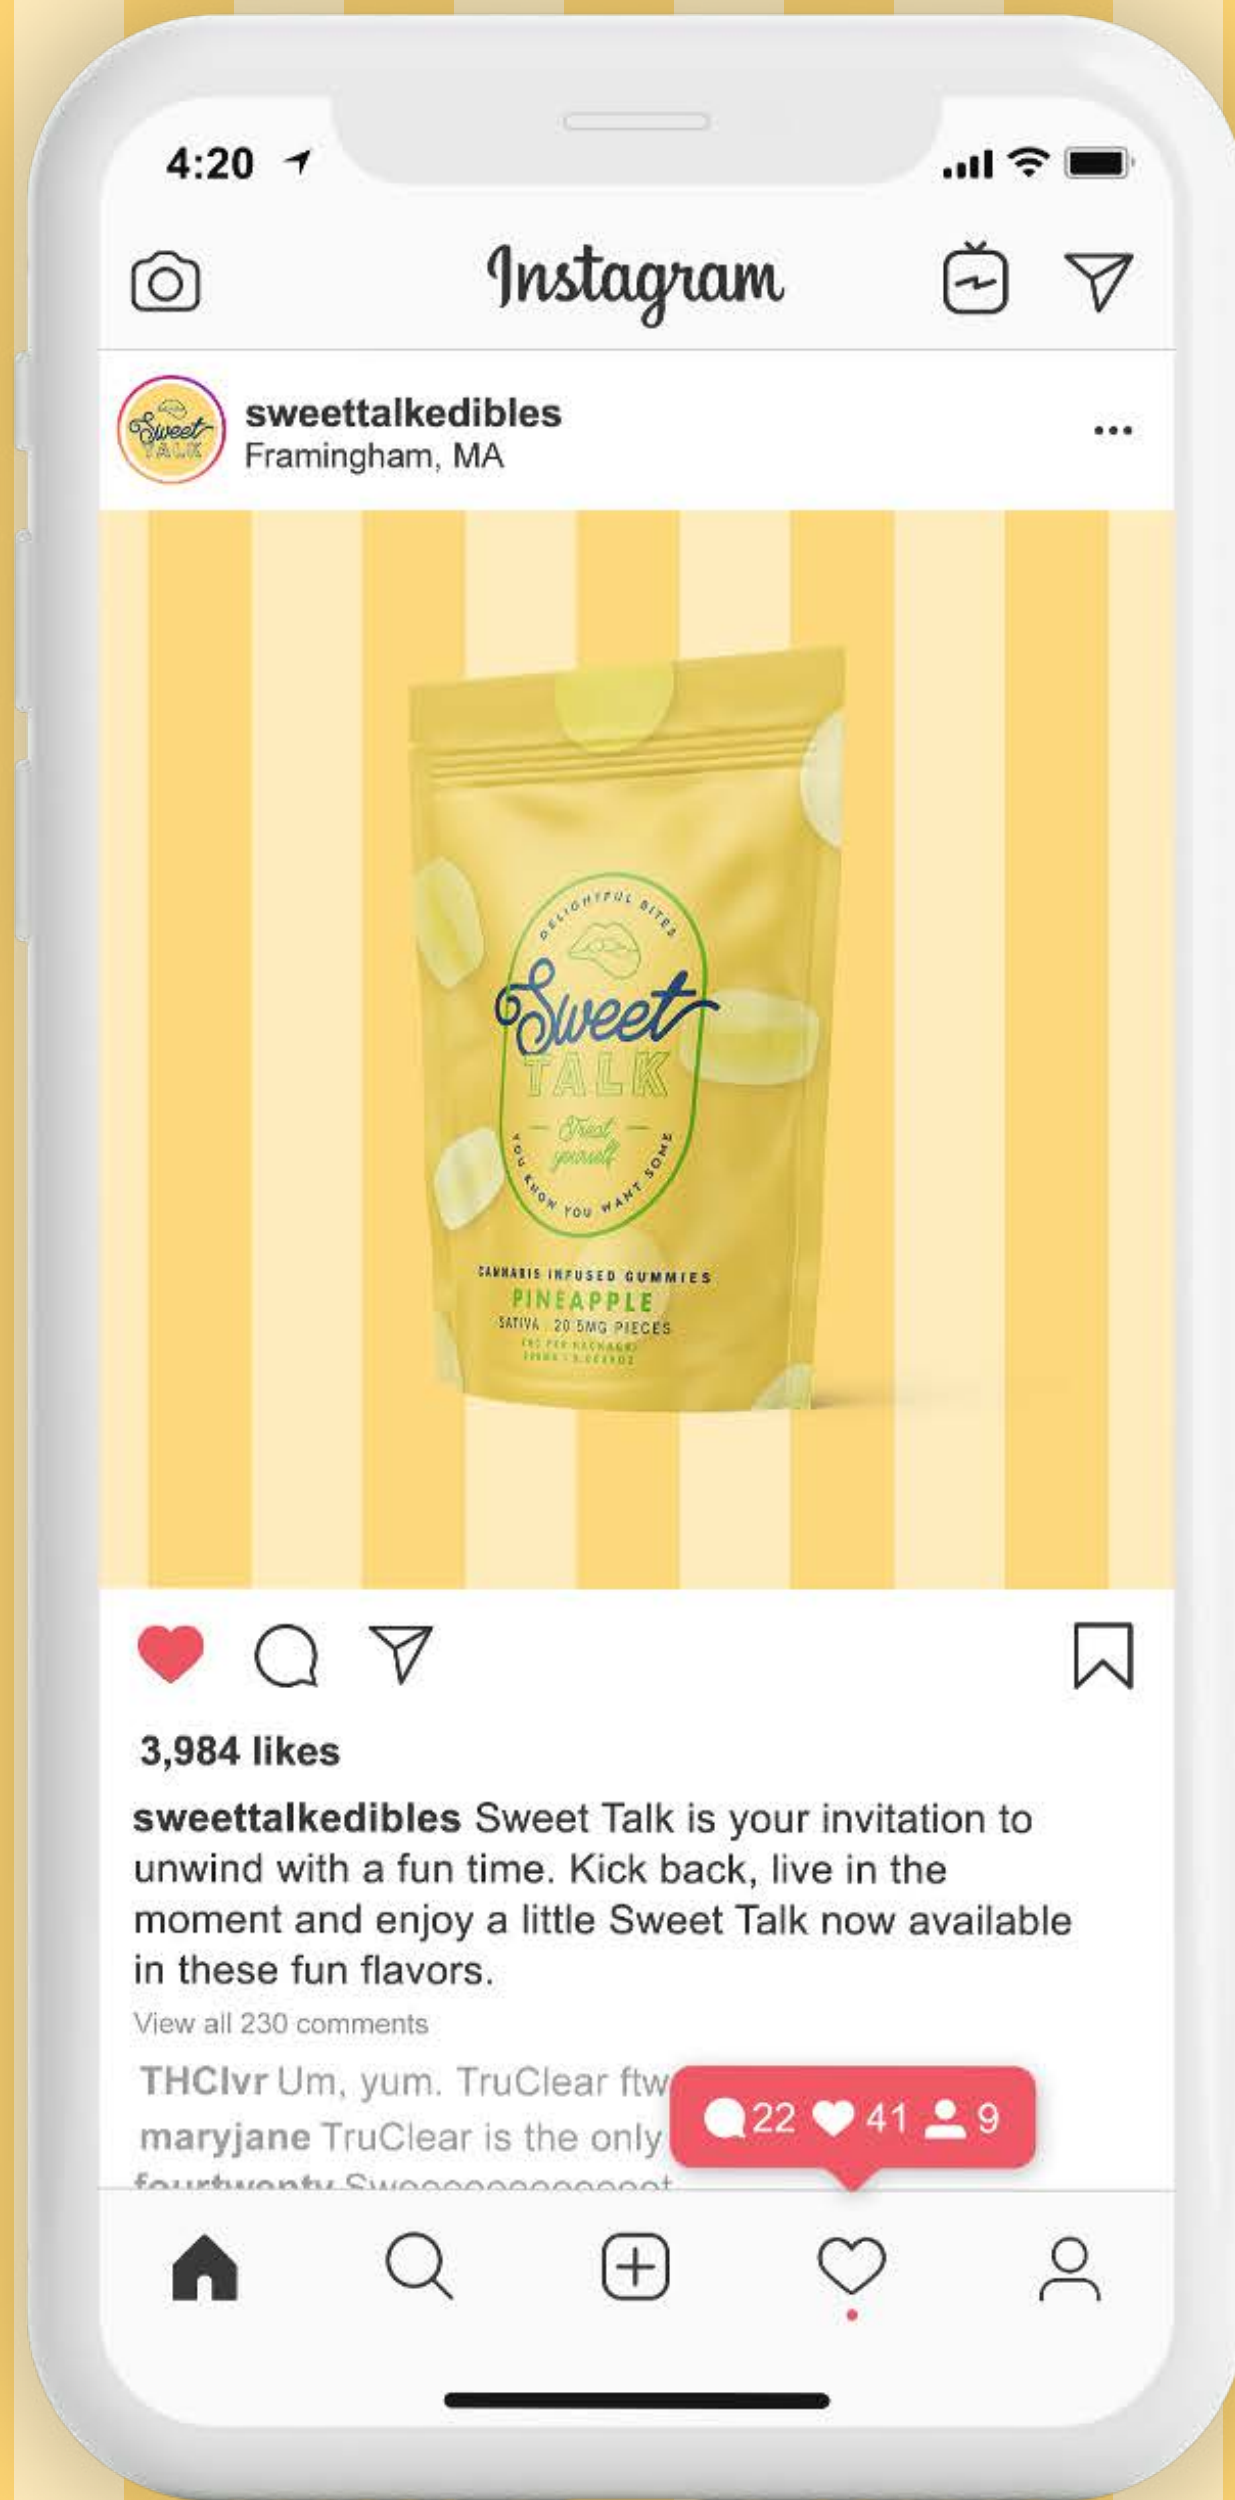 4:20
Instagram
Sweet
TALK
sweettalkedibles
Framingham, MA
DELIGHTFUL BITES
Sweet
TALK
Treat
yourself
YOU KNOW YOU WANT SOME
CANNABIS INFUSED GUMMIES
PINEAPPLE
SATIVA 20 5MG PIECES
3,984 likes
sweettalkedibles Sweet Talk is your invitation to
unwind with a fun time. Kick back, live in the
moment and enjoy a little Sweet Talk now available
in these fun flavors.
View all 230 comments
THClvr Um, yum. TruClear ftw
maryjane TruClear is the only
22 41 9